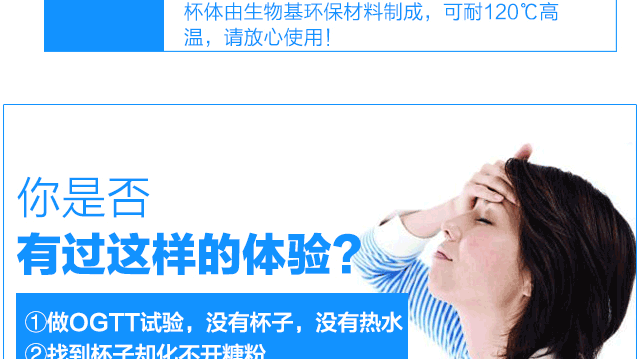 杯体由生物基环保材料制成，可耐120℃高
温，请放心使用！
你是否
有过这样的体验？
①做OGTT试验，没有杯子，没有热水
②找到杯子却化不开糖粉